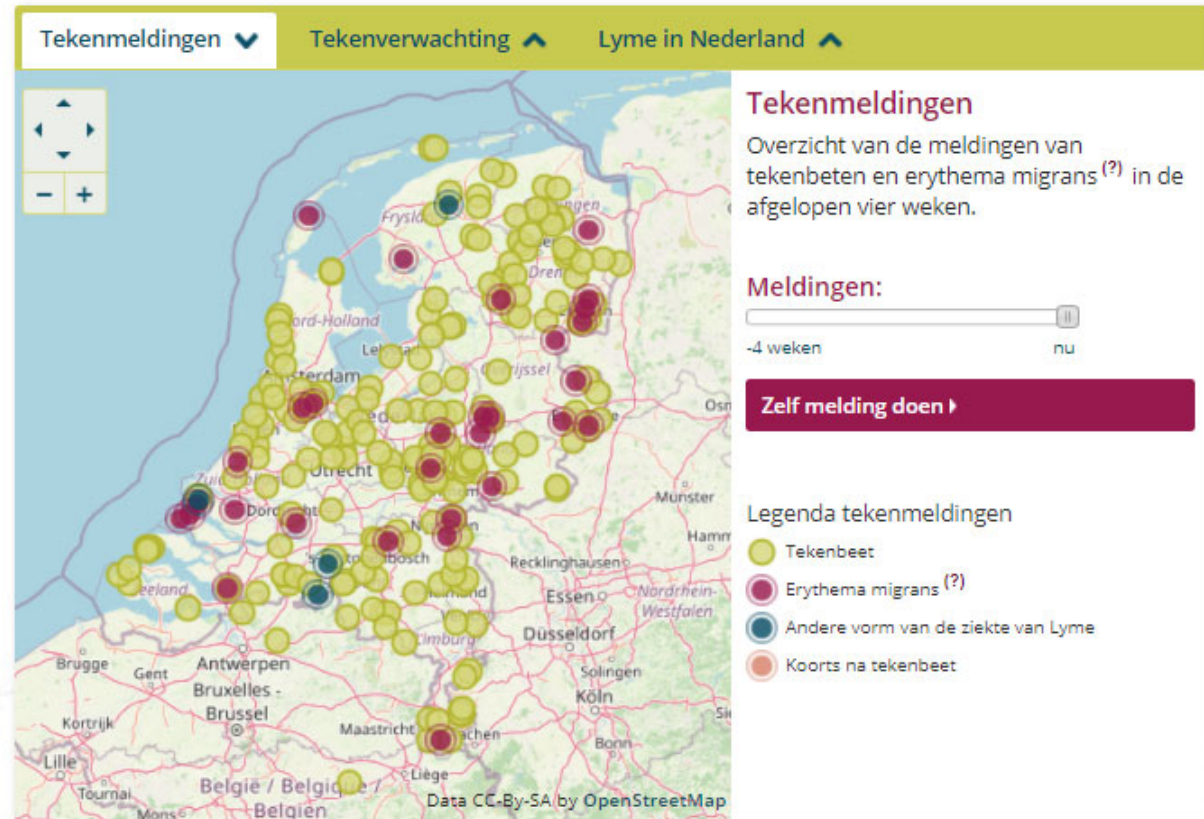 Tekenmeldingen
Tekenverwachting
Lyme in Nederland
Tekenmeldingen
Overzicht van de meldingen van
tekenbeten en erythema migrans (?) in de
afgelopen vier weken.
Meldingen:
-4 weken
nu
Zelf melding doen
Legenda tekenmeldingen
Tekenbeet
Erythema migrans (?)
Andere vorm van de ziekte van Lyme
Koorts na tekenbeet
Amsterdam
Utrecht
Münster
Recklinghausen
Essen
Nordrhein-
Westfalen
Düsseldorf
Solingen
Köln
Bonn
Brugge
Gent
Antwerpen
Bruxelles -
Brussel
Kortrijk
Maastricht
Lille
Tournai
Mons
Liège
België / Belgique /
Belgien
Data CC-By-SA by OpenStreetMap